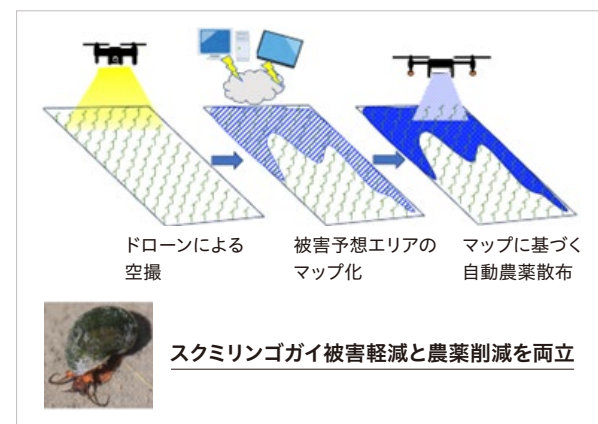 ドローンによる
空撮
被害予想エリアの
マップ化
マップに基づく
自動農薬散布
スクミリンゴガイ被害軽減と農薬削減を両立